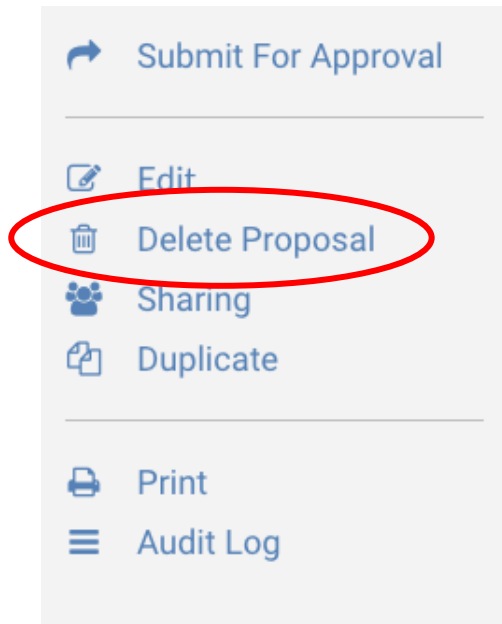 Submit For Approval
Edit
Delete Proposal
Sharing
Duplicate
Print
Audit Log